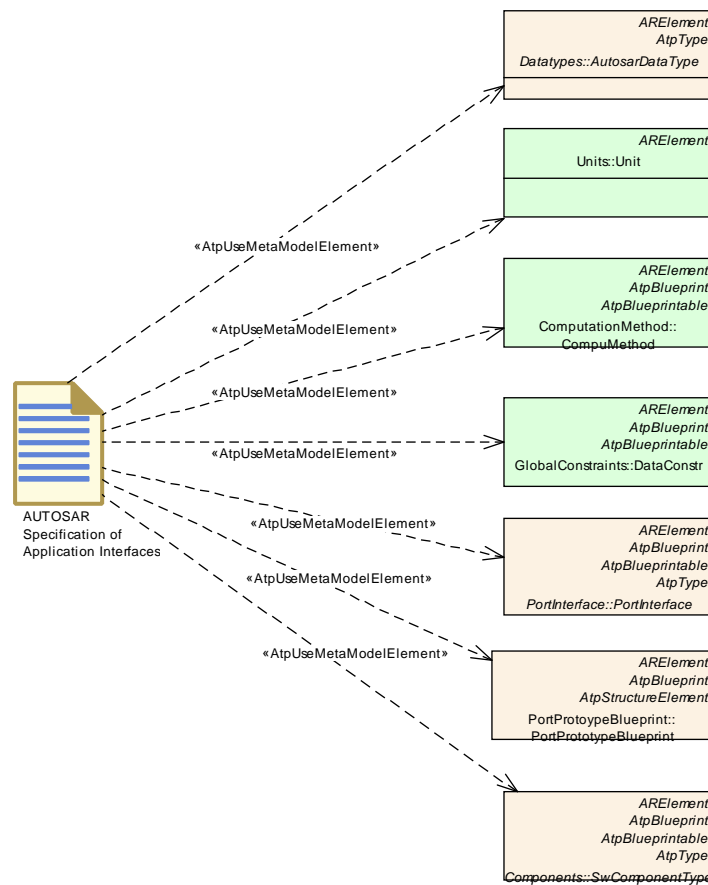 ARElement
AtpType
Datatypes::AutosarDataType
ARElement
Units::Unit
«AtpUseMetaModelElement»
ARElement
AtpBlueprint
AtpBlueprintable
ComputationMethod::
CompuMethod
«AtpUseMetaModelElement»
«AtpUseMetaModelElement»
ARElement
AtpBlueprint
AtpBlueprintable
GlobalConstraints::DataConstr
«AtpUseMetaModelElement»
AUTOSAR
Specification of
Application Interfaces
«AtpUseMetaModelElement»
ARElement
AtpBlueprint
AtpBlueprintable
AtpType
PortInterface::PortInterface
«AtpUseMetaModelElement»
«AtpUseMetaModelElement»
ARElement
AtpBlueprint
AtpStructureElement
PortProtoypeBlueprint::
PortPrototypeBlueprint
ARElement
AtpBlueprint
AtpBlueprintable
AtpType
Components::SwComponentType